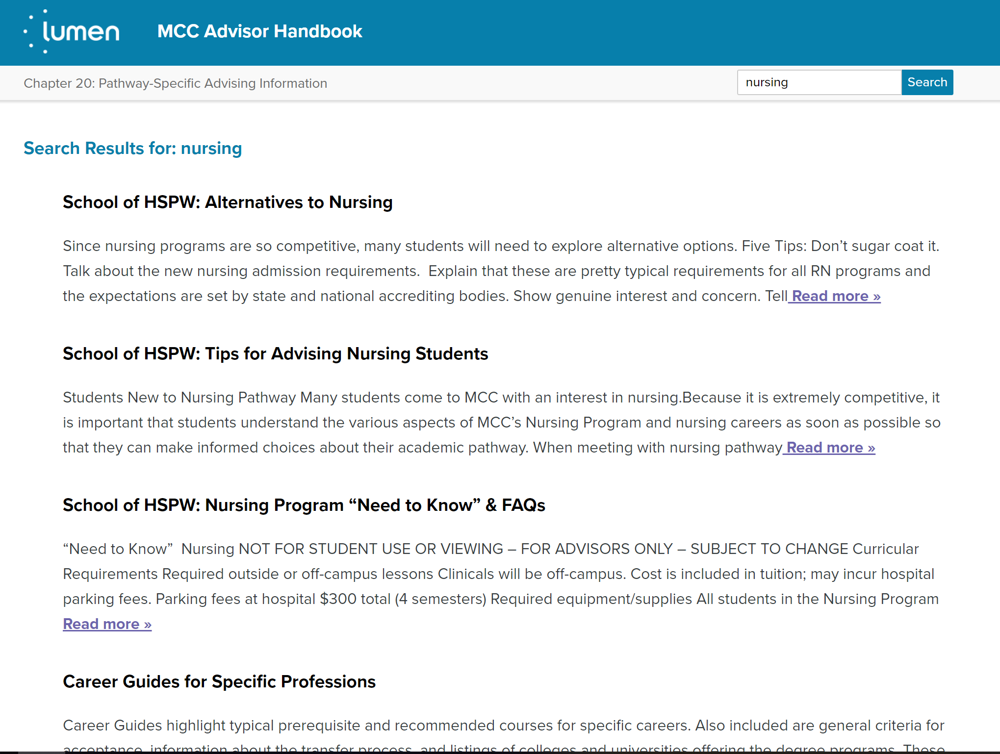 lumen
MCC Advisor Handbook
Chapter 20: Pathway-Specific Advising Information
nursing
Search
Search Results for: nursing
School of HSPW: Alternatives to Nursing
Since nursing programs are so competitive, many students will need to explore alternative options. Five Tips: Don’t sugar coat it.
Talk about the new nursing admission requirements.  Explain that these are pretty typical requirements for all RN programs and
the expectations are set by state and national accrediting bodies. Show genuine interest and concern. Tell Read more »
School of HSPW: Tips for Advising Nursing Students
Students New to Nursing Pathway Many students come to MCC with an interest in nursing.Because it is extremely competitive, it
is important that students understand the various aspects of MCC’s Nursing Program and nursing careers as soon as possible so
that they can make informed choices about their academic pathway. When meeting with nursing pathway Read more »
School of HSPW: Nursing Program “Need to Know” & FAQs
“Need to Know”  Nursing NOT FOR STUDENT USE OR VIEWING – FOR ADVISORS ONLY – SUBJECT TO CHANGE Curricular
Requirements Required outside or off-campus lessons Clinicals will be off-campus. Cost is included in tuition; may incur hospital
parking fees. Parking fees at hospital $300 total (4 semesters) Required equipment/supplies All students in the Nursing Program
Read more »
Career Guides for Specific Professions
Career Guides highlight typical prerequisite and recommended courses for specific careers. Also included are general criteria for
acceptance, information about the transfer process, and listings of colleges and universities offering the degree programs. These